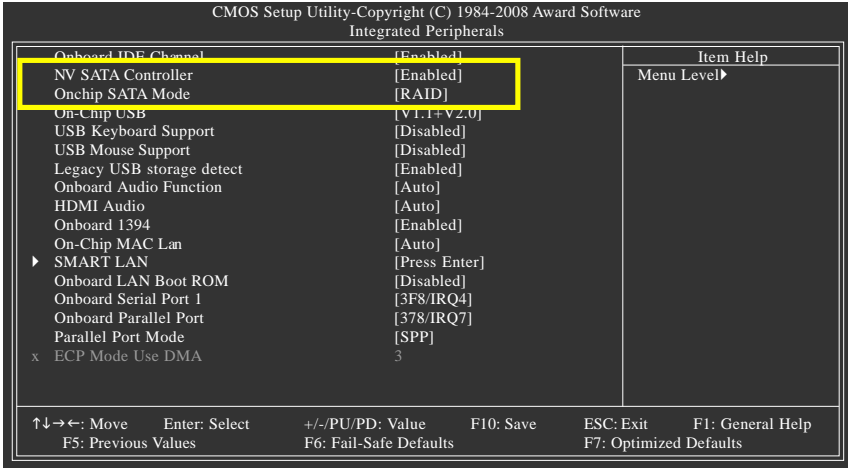 CMOS Setup Utility-Copyright (C) 1984-2008 Award Software
Integrated Peripherals
Onboard IDE Channel [Enabled] Item Help
NV SATA Controller [Enabled] Menu Level▶
Onchip SATA Mode [RAID]
On-Chip USB [V1.1+V2.0]
USB Keyboard Support [Disabled]
USB Mouse Support [Disabled]
Legacy USB storage detect [Enabled]
Onboard Audio Function [Auto]
HDMI Audio [Auto]
Onboard 1394 [Enabled]
On-Chip MAC Lan [Auto]
▶ SMART LAN [Press Enter]
Onboard LAN Boot ROM [Disabled]
Onboard Serial Port 1 [3F8/IRQ4]
Onboard Parallel Port [378/IRQ7]
Parallel Port Mode [SPP]
x ECP Mode Use DMA 3
↑↓→←: Move Enter: Select +/-/PU/PD: Value F10: Save ESC: Exit F1: General Help
F5: Previous Values F6: Fail-Safe Defaults F7: Optimized Defaults